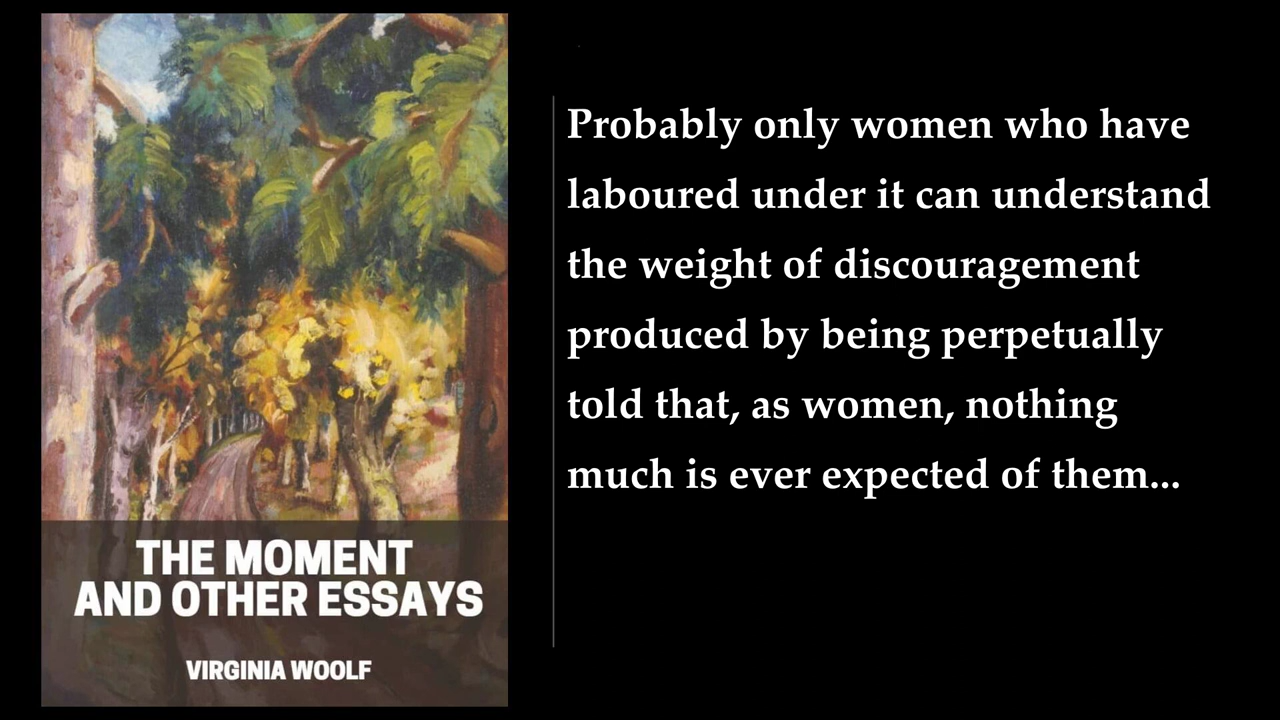 THE MOMENT
AND OTHER ESSAYS
VIRGINIA WOOLF
Probably only women who have
laboured under it can understand
the weight of discouragement
produced by being perpetually
told that, as women, nothing
much is ever expected of them...